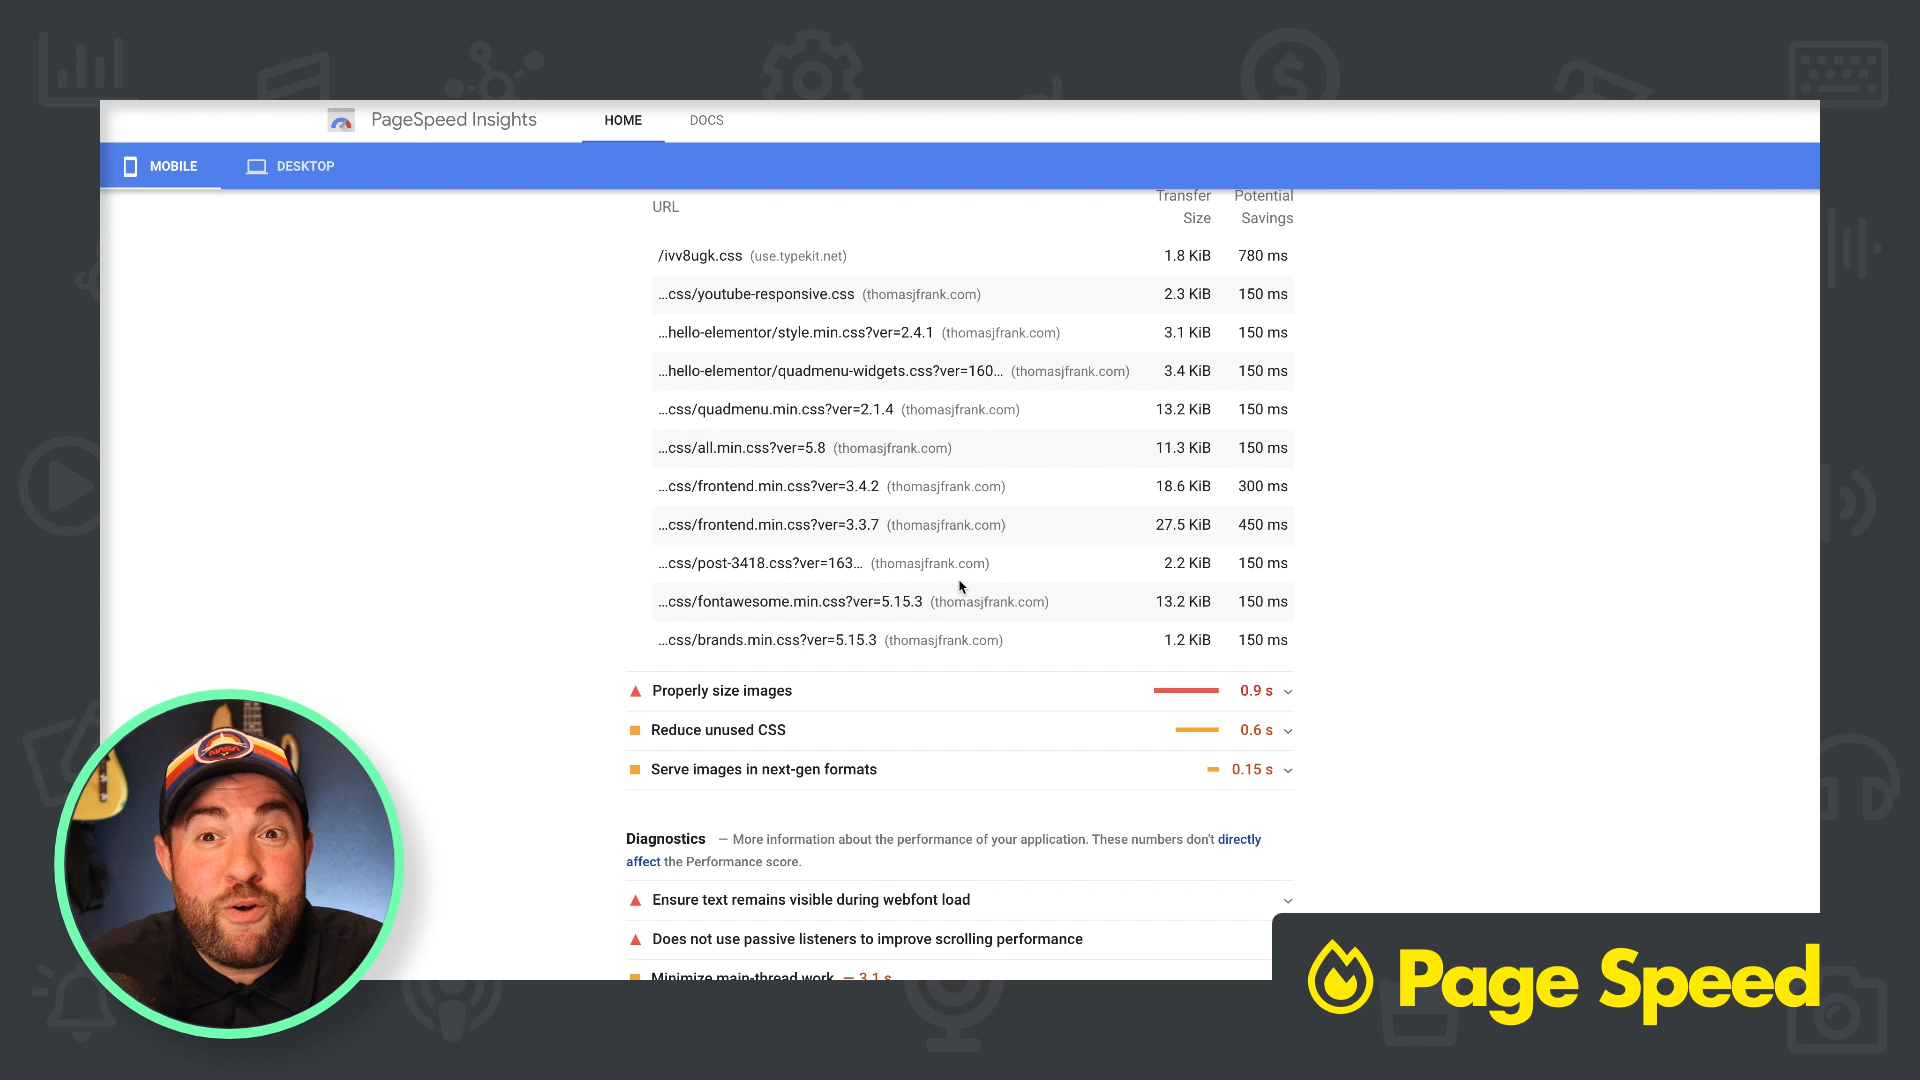 PageSpeed Insights HOME DOCS
MOBILE DESKTOP
URL Transfer Size Potential Savings
/ivv8ugk.css (use.typekit.net) 1.8 KiB 780 ms
...css/youtube-responsive.css (thomasjfrank.com) 2.3 KiB 150 ms
...hello-elementor/style.min.css?ver=2.4.1 (thomasjfrank.com) 3.1 KiB 150 ms
...hello-elementor/quadmenu-widgets.css?ver=160... (thomasjfrank.com) 3.4 KiB 150 ms
...css/quadmenu.min.css?ver=2.1.4 (thomasjfrank.com) 13.2 KiB 150 ms
...css/all.min.css?ver=5.8 (thomasjfrank.com) 11.3 KiB 150 ms
...css/frontend.min.css?ver=3.4.2 (thomasjfrank.com) 18.6 KiB 300 ms
...css/frontend.min.css?ver=3.3.7 (thomasjfrank.com) 27.5 KiB 450 ms
...css/post-3418.css?ver=163... (thomasjfrank.com) 2.2 KiB 150 ms
...css/fontawesome.min.css?ver=5.15.3 (thomasjfrank.com) 13.2 KiB 150 ms
...css/brands.min.css?ver=5.15.3 (thomasjfrank.com) 1.2 KiB 150 ms
Properly size images 0.9 s
Reduce unused CSS 0.6 s
Serve images in next-gen formats 0.15 s
Diagnostics — More information about the performance of your application. These numbers don't directly
affect the Performance score.
Ensure text remains visible during webfont load
Does not use passive listeners to improve scrolling performance
Minimize main-thread work — 3.1 s
NASA
Page Speed